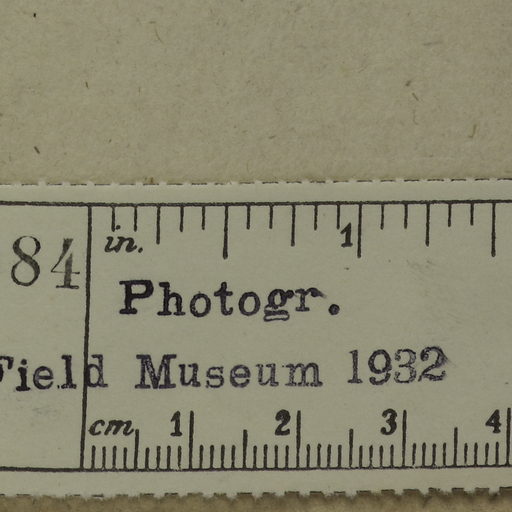 84
in. 1
Photogr.
Field Museum 1932
cm 1 2 3 4